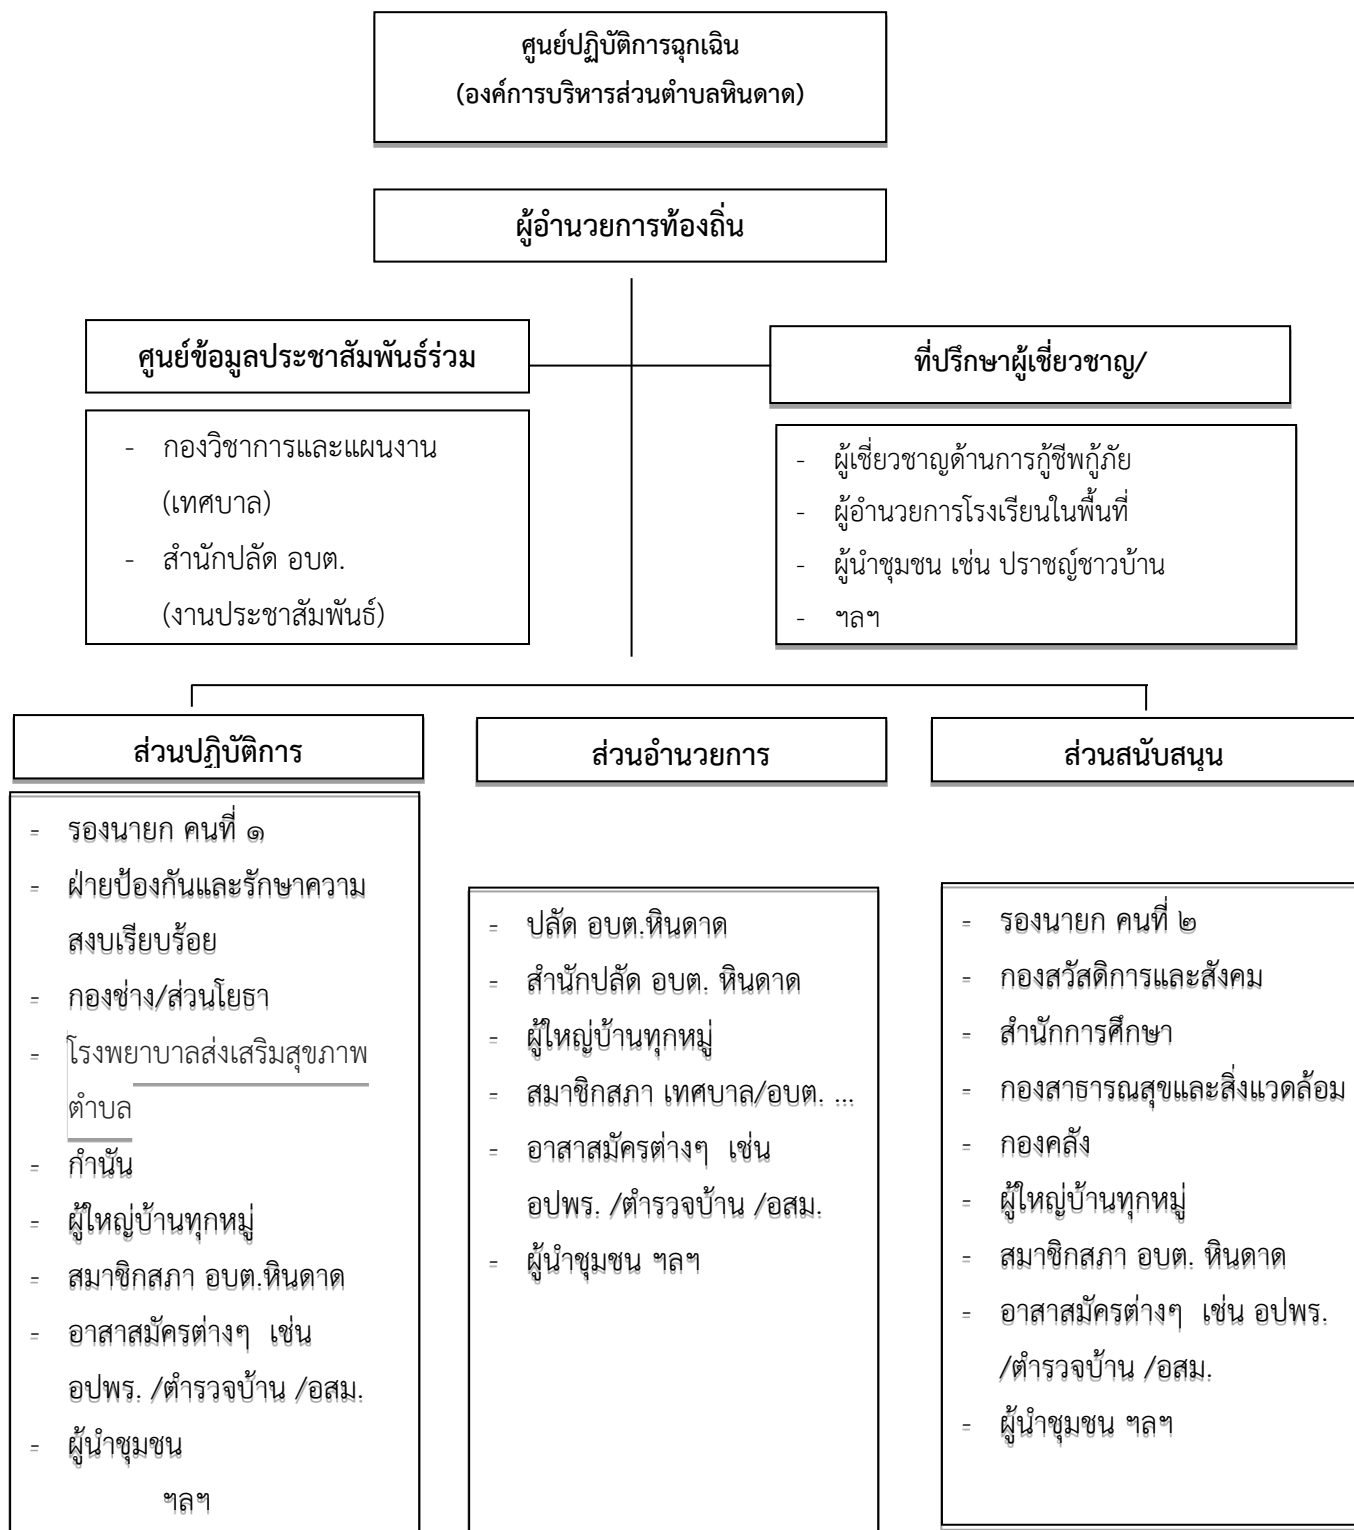 ศูนย์ปฏิบัติการฉุกเฉิน
(องค์การบริหารส่วนตำบลหินดาด)
ผู้อำนวยการท้องถิ่น
ศูนย์ข้อมูลประชาสัมพันธ์ร่วม
- กองวิชาการและแผนงาน
(เทศบาล)
- สำนักปลัด อบต.
(งานประชาสัมพันธ์)
ที่ปรึกษาผู้เชี่ยวชาญ/
- ผู้เชี่ยวชาญด้านการกู้ชีพกู้ภัย
- ผู้อำนวยการโรงเรียนในพื้นที่
- ผู้นำชุมชน เช่น ปราชญ์ชาวบ้าน
- ฯลฯ
ส่วนปฏิบัติการ
- รองนายก คนที่ ๑
- ฝ่ายป้องกันและรักษาความ
สงบเรียบร้อย
- กองช่าง/ส่วนโยธา
- โรงพยาบาลส่งเสริมสุขภาพ
ตำบล
- กำนัน
- ผู้ใหญ่บ้านทุกหมู่
- สมาชิกสภา อบต.หินดาด
- อาสาสมัครต่างๆ เช่น
อปพร. /ตำรวจบ้าน /อสม.
- ผู้นำชุมชน
ฯลฯ
ส่วนอำนวยการ
- ปลัด อบต.หินดาด
- สำนักปลัด อบต. หินดาด
- ผู้ใหญ่บ้านทุกหมู่
- สมาชิกสภา เทศบาล/อบต. ...
- อาสาสมัครต่างๆ เช่น
อปพร. /ตำรวจบ้าน /อสม.
- ผู้นำชุมชน ฯลฯ
ส่วนสนับสนุน
- รองนายก คนที่ ๒
- กองสวัสดิการและสังคม
- สำนักการศึกษา
- กองสาธารณสุขและสิ่งแวดล้อม
- กองคลัง
- ผู้ใหญ่บ้านทุกหมู่
- สมาชิกสภา อบต. หินดาด
- อาสาสมัครต่างๆ เช่น อปพร.
/ตำรวจบ้าน /อสม.
- ผู้นำชุมชน ฯลฯ